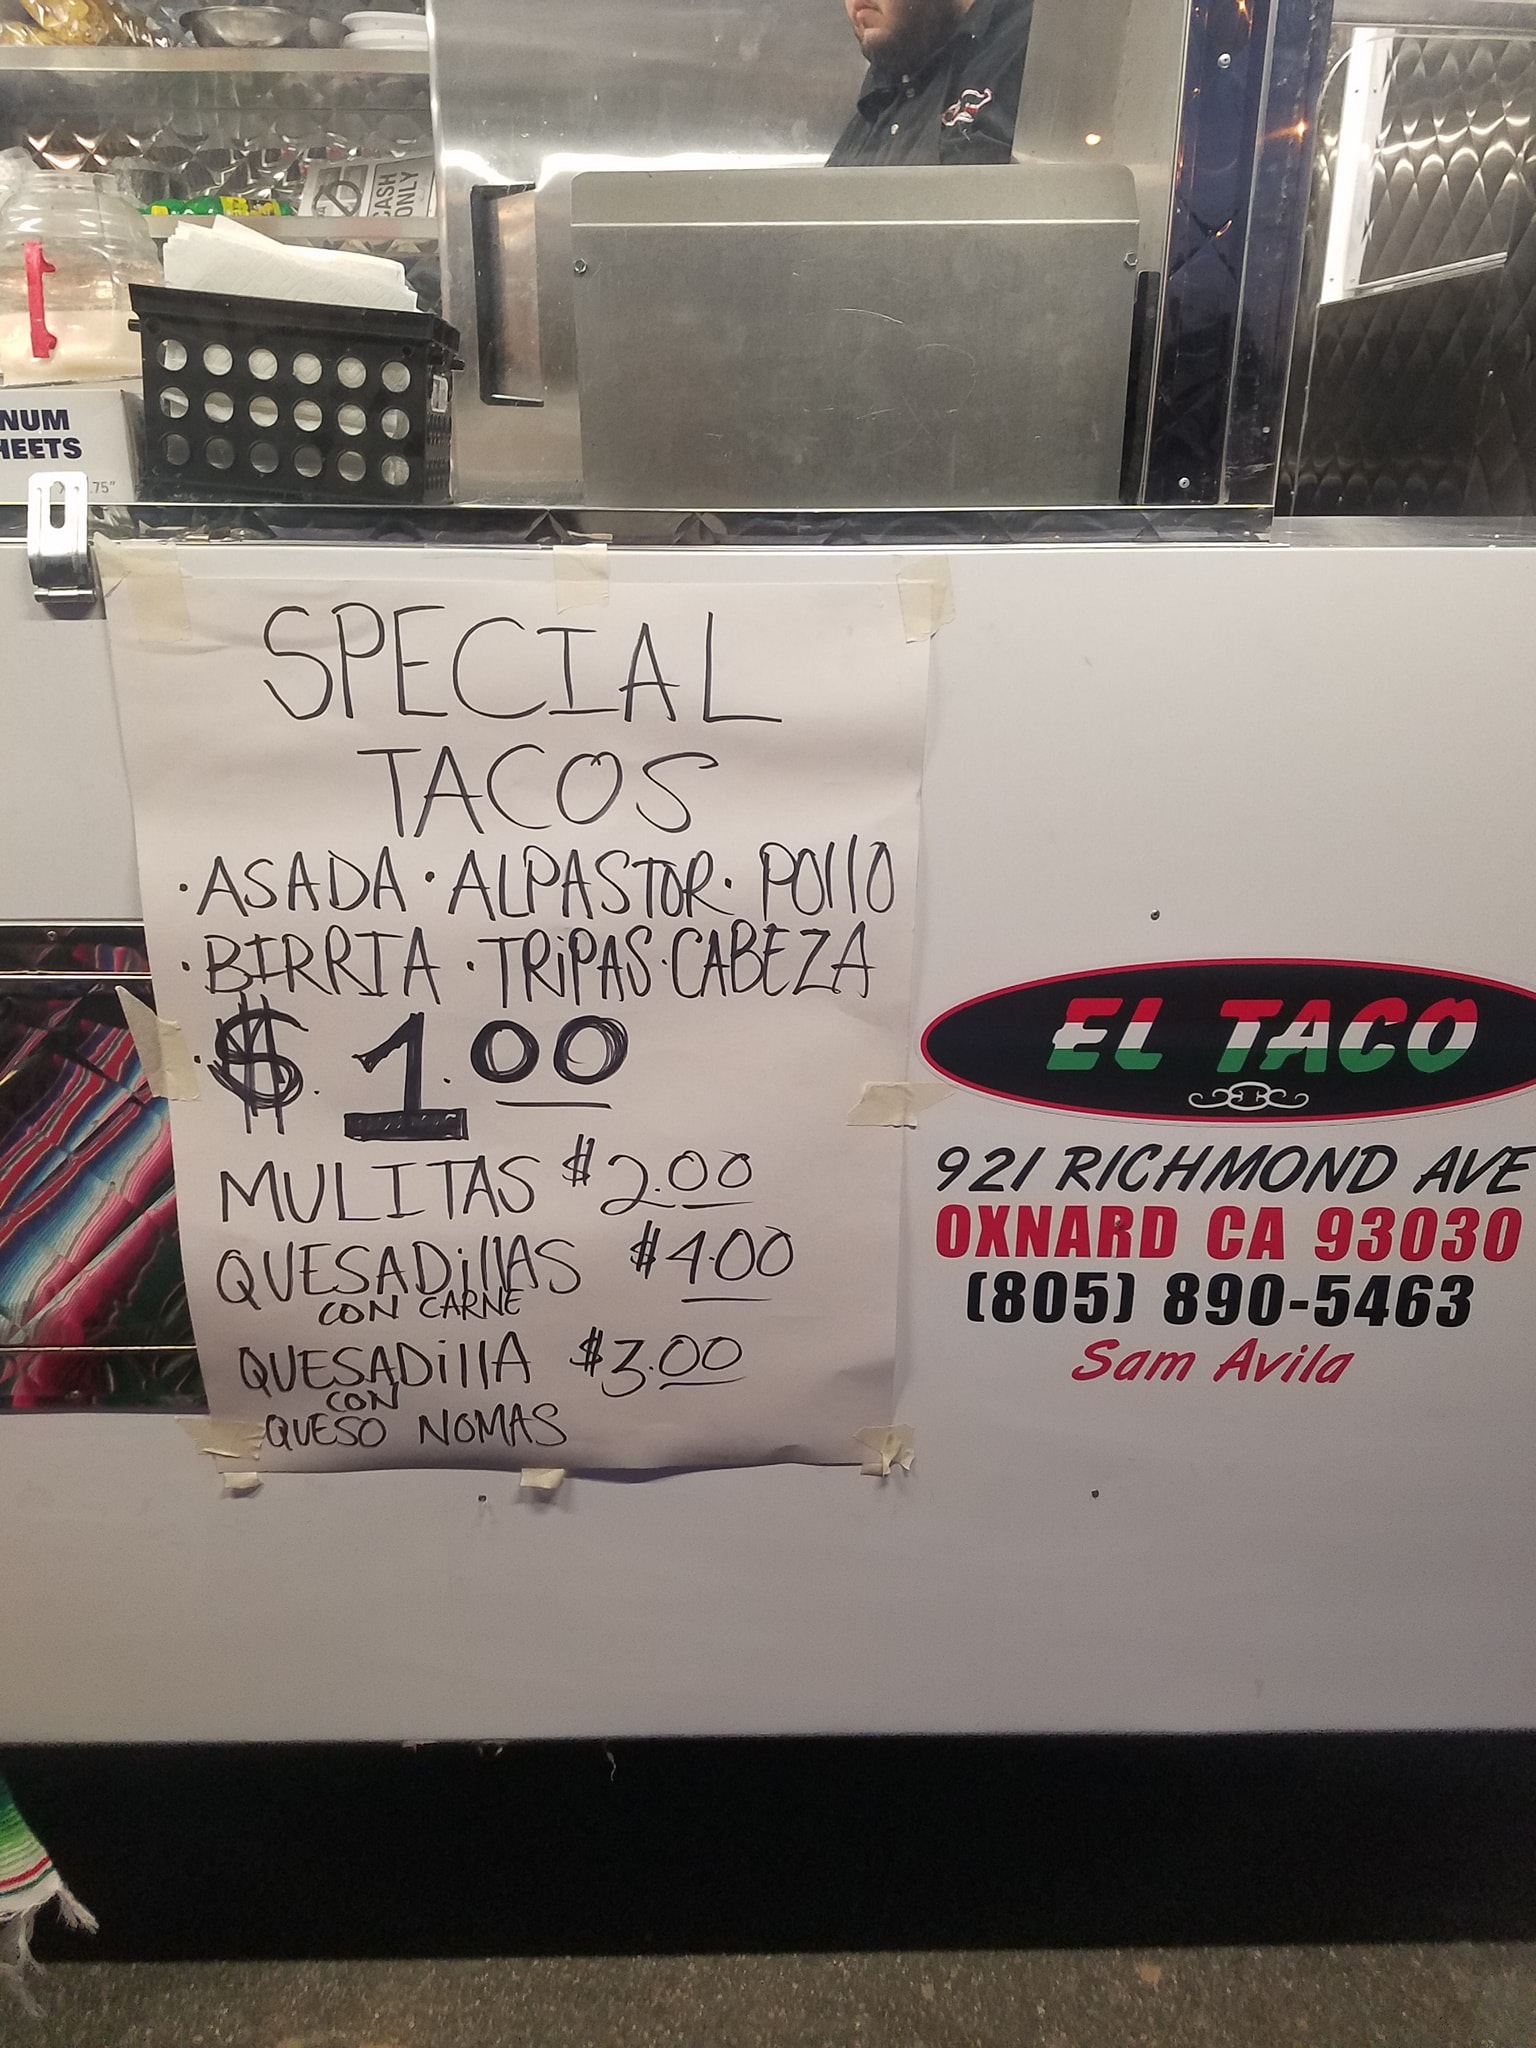 CASH
ONLY
NUM
HEETS
.75"
SPECIAL
TACOS
·ASADA·ALPASTOR·POllO
·BIRRIA·TRiPAS·CABEZA
$.1.00
MULITAS $2.00
QUESADillAS $4.00
CON CARNE
QUESADillA $3.00
CON
QUESO NOMAS
EL TACO
921 RICHMOND AVE
OXNARD CA 93030
(805) 890-5463
Sam Avila